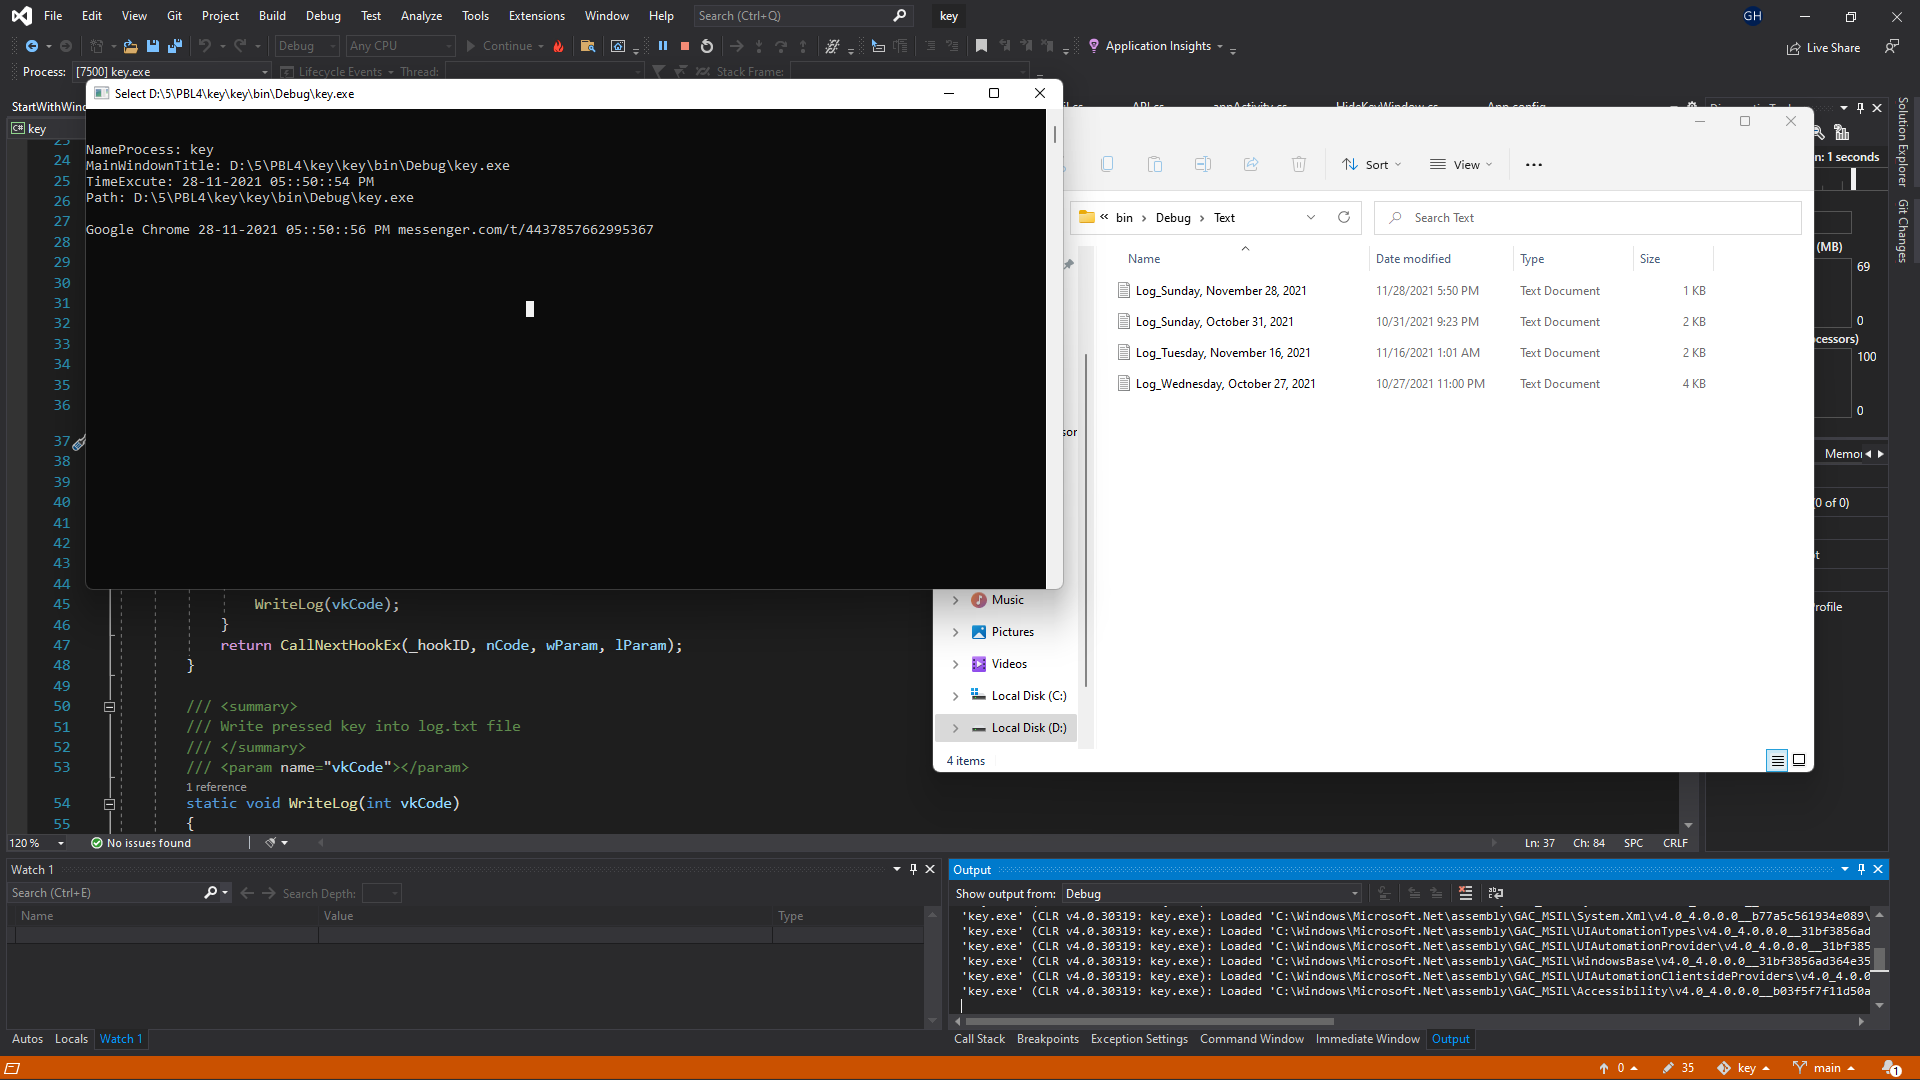 File Edit View Git Project Build Debug Test Analyze Tools Extensions Window Help Search (Ctrl+Q) key GH
Debug Any CPU Continue Application Insights Live Share
Process: [7500] key.exe Lifecycle Events Thread: Stack Frame:
StartWithWin
key
Select D:\5\PBL4\key\key\bin\Debug\key.exe
NameProcess: key
MainWindownTitle: D:\5\PBL4\key\key\bin\Debug\key.exe
TimeExcute: 28-11-2021 05::50::54 PM
Path: D:\5\PBL4\key\key\bin\Debug\key.exe
Google Chrome 28-11-2021 05::50::56 PM messenger.com/t/4437857662995367
Sort View
bin Debug Text Search Text
Name Date modified Type Size
Log_Sunday, November 28, 2021 11/28/2021 5:50 PM Text Document 1 KB
Log_Sunday, October 31, 2021 10/31/2021 9:23 PM Text Document 2 KB
Log_Tuesday, November 16, 2021 11/16/2021 1:01 AM Text Document 2 KB
Log_Wednesday, October 27, 2021 10/27/2021 11:00 PM Text Document 4 KB
Music
Pictures
Videos
Local Disk (C:)
Local Disk (D:)
4 items
n: 1 seconds
(MB)
69
0
cessors)
100
0
Memor
(0 of 0)
rofile
Solution Explorer
Git Changes
24
25
26
27
28
29
30
31
32
33
34
35
36
37
38
39
40
41
42
43
44
45 WriteLog(vkCode);
46 }
47 return CallNextHookEx(_hookID, nCode, wParam, lParam);
48 }
49
50 /// <summary>
51 /// Write pressed key into log.txt file
52 /// </summary>
53 /// <param name="vkCode"></param>
1 reference
54 static void WriteLog(int vkCode)
55 {
120 % No issues found Ln: 37 Ch: 84 SPC CRLF
Watch 1
Search (Ctrl+E) Search Depth:
Name Value Type
Autos Locals Watch 1
Output
Show output from: Debug
'key.exe' (CLR v4.0.30319: key.exe): Loaded 'C:\Windows\Microsoft.Net\assembly\GAC_MSIL\System.Xml\v4.0_4.0.0.0__b77a5c561934e089\
'key.exe' (CLR v4.0.30319: key.exe): Loaded 'C:\Windows\Microsoft.Net\assembly\GAC_MSIL\UIAutomationTypes\v4.0_4.0.0.0__31bf3856ad
'key.exe' (CLR v4.0.30319: key.exe): Loaded 'C:\Windows\Microsoft.Net\assembly\GAC_MSIL\UIAutomationProvider\v4.0_4.0.0.0__31bf385
'key.exe' (CLR v4.0.30319: key.exe): Loaded 'C:\Windows\Microsoft.Net\assembly\GAC_MSIL\WindowsBase\v4.0_4.0.0.0__31bf3856ad364e35
'key.exe' (CLR v4.0.30319: key.exe): Loaded 'C:\Windows\Microsoft.Net\assembly\GAC_MSIL\UIAutomationClientsideProviders\v4.0_4.0.0
'key.exe' (CLR v4.0.30319: key.exe): Loaded 'C:\Windows\Microsoft.Net\assembly\GAC_MSIL\Accessibility\v4.0_4.0.0.0__b03f5f7f11d50a
Call Stack Breakpoints Exception Settings Command Window Immediate Window Output
0 35 key main 1